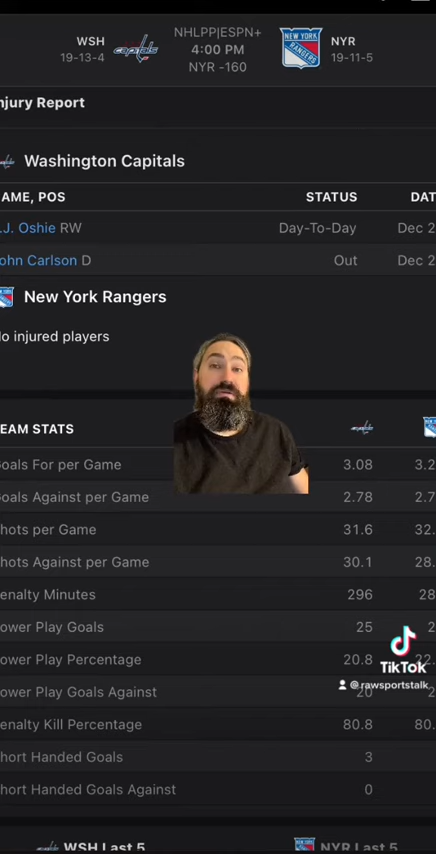 WSH
19-13-4
capitals
NHLPP|ESPN+
4:00 PM
NYR -160
NEW YORK
RANGERS
NYR
19-11-5
njury Report
Washington Capitals
AME, POS STATUS DAT
.J. Oshie RW Day-To-Day Dec 2
ohn Carlson D Out Dec 2
New York Rangers
o injured players
EAM STATS
oals For per Game 3.08 3.2
oals Against per Game 2.78 2.7
hots per Game 31.6 32.
hots Against per Game 30.1 28.
enalty Minutes 296 28
ower Play Goals 25 2
ower Play Percentage 20.8 22.
ower Play Goals Against 20 2
enalty Kill Percentage 80.8 80.
hort Handed Goals 3
hort Handed Goals Against 0
TikTok
@.rawsportstalk
WSH Last 5 NYR Last 5